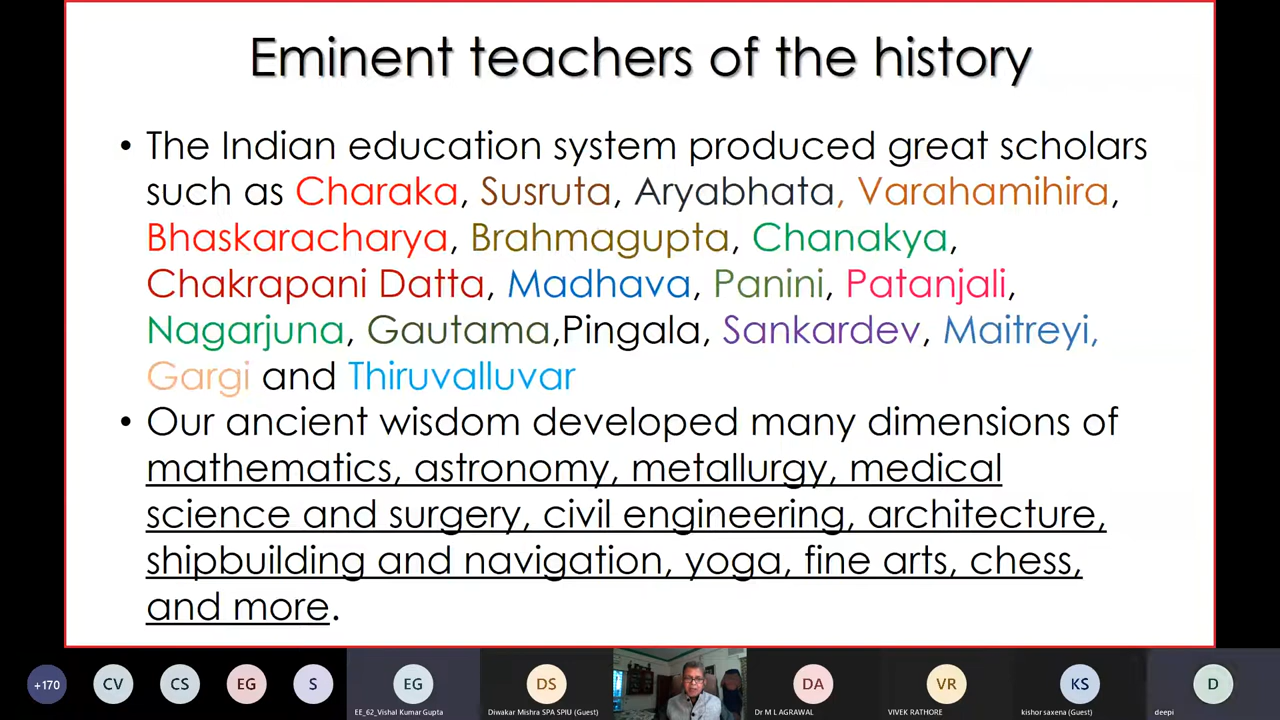 Eminent teachers of the history
• The Indian education system produced great scholars
such as Charaka, Susruta, Aryabhata, Varahamihira,
Bhaskaracharya, Brahmagupta, Chanakya,
Chakrapani Datta, Madhava, Panini, Patanjali,
Nagarjuna, Gautama,Pingala, Sankardev, Maitreyi,
Gargi and Thiruvalluvar
• Our ancient wisdom developed many dimensions of
mathematics, astronomy, metallurgy, medical
science and surgery, civil engineering, architecture,
shipbuilding and navigation, yoga, fine arts, chess,
and more.
+170 CV CS EG S EG DS DA VR KS D
EE_62_Vishal Kumar Gupta Diwakar Mishra SPA SPIU (Guest) Dr M L AGRAWAL VIVEK RATHORE kishor saxena (Guest) deepi